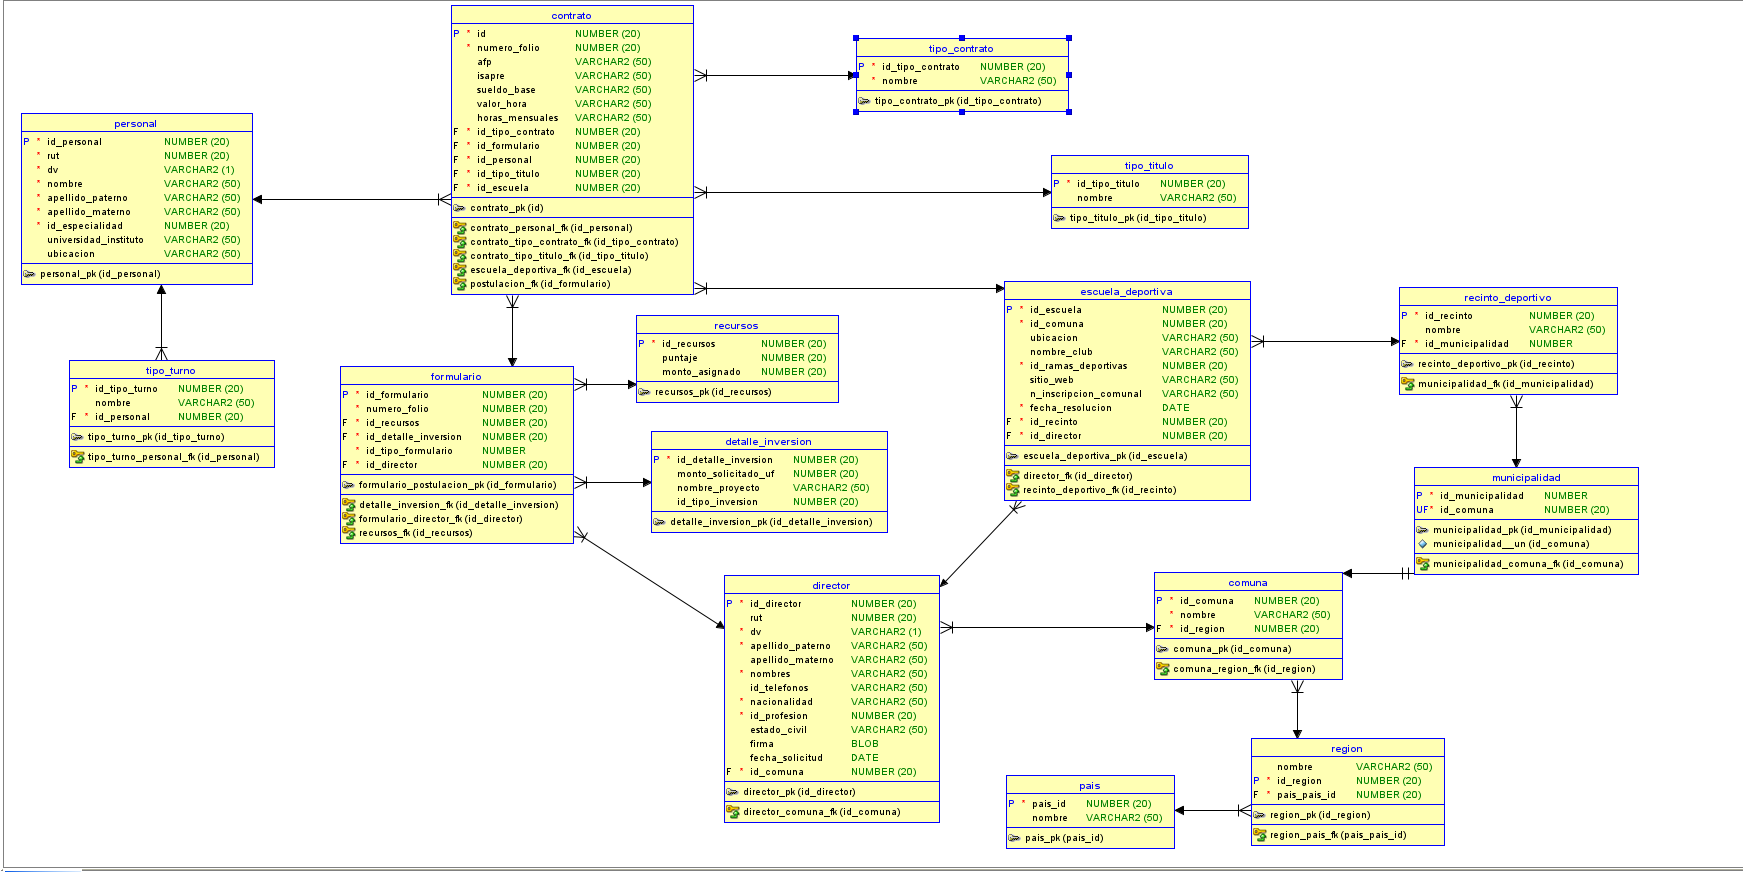 contrato
P * id NUMBER (20)
* numero_folio NUMBER (20)
afp VARCHAR2 (50)
isapre VARCHAR2 (50)
sueldo_base VARCHAR2 (50)
valor_hora VARCHAR2 (50)
horas_mensuales VARCHAR2 (50)
F * id_tipo_contrato NUMBER (20)
F * id_formulario NUMBER (20)
F * id_personal NUMBER (20)
F * id_tipo_titulo NUMBER (20)
F * id_escuela NUMBER (20)
contrato_pk (id)
contrato_personal_fk (id_personal)
contrato_tipo_contrato_fk (id_tipo_contrato)
contrato_tipo_titulo_fk (id_tipo_titulo)
escuela_deportiva_fk (id_escuela)
postulacion_fk (id_formulario)
tipo_contrato
P * id_tipo_contrato NUMBER (20)
* nombre VARCHAR2 (50)
tipo_contrato_pk (id_tipo_contrato)
personal
P * id_personal NUMBER (20)
* rut NUMBER (20)
* dv VARCHAR2 (1)
* nombre VARCHAR2 (50)
* apellido_paterno VARCHAR2 (50)
* apellido_materno VARCHAR2 (50)
* id_especialidad NUMBER (20)
universidad_instituto VARCHAR2 (50)
ubicacion VARCHAR2 (50)
personal_pk (id_personal)
tipo_titulo
P * id_tipo_titulo NUMBER (20)
nombre VARCHAR2 (50)
tipo_titulo_pk (id_tipo_titulo)
escuela_deportiva
P * id_escuela NUMBER (20)
* id_comuna NUMBER (20)
ubicacion VARCHAR2 (50)
nombre_club VARCHAR2 (50)
* id_ramas_deportivas NUMBER (20)
sitio_web VARCHAR2 (50)
n_inscripcion_comunal VARCHAR2 (50)
* fecha_resolucion DATE
F * id_recinto NUMBER (20)
F * id_director NUMBER (20)
escuela_deportiva_pk (id_escuela)
director_fk (id_director)
recinto_deportivo_fk (id_recinto)
recinto_deportivo
P * id_recinto NUMBER (20)
nombre VARCHAR2 (50)
F * id_municipalidad NUMBER
recinto_deportivo_pk (id_recinto)
municipalidad_fk (id_municipalidad)
recursos
P * id_recursos NUMBER (20)
puntaje NUMBER (20)
monto_asignado NUMBER (20)
recursos_pk (id_recursos)
tipo_turno
P * id_tipo_turno NUMBER (20)
nombre VARCHAR2 (50)
F * id_personal NUMBER (20)
tipo_turno_pk (id_tipo_turno)
tipo_turno_personal_fk (id_personal)
formulario
P * id_formulario NUMBER (20)
* numero_folio NUMBER (20)
F * id_recursos NUMBER (20)
F * id_detalle_inversion NUMBER (20)
* id_tipo_formulario NUMBER
F * id_director NUMBER (20)
formulario_postulacion_pk (id_formulario)
detalle_inversion_fk (id_detalle_inversion)
formulario_director_fk (id_director)
recursos_fk (id_recursos)
detalle_inversion
P * id_detalle_inversion NUMBER (20)
monto_solicitado_uf NUMBER (20)
nombre_proyecto VARCHAR2 (50)
id_tipo_inversion NUMBER (20)
detalle_inversion_pk (id_detalle_inversion)
municipalidad
P * id_municipalidad NUMBER
UF* id_comuna NUMBER (20)
municipalidad_pk (id_municipalidad)
municipalidad__un (id_comuna)
municipalidad_comuna_fk (id_comuna)
director
P * id_director NUMBER (20)
rut NUMBER (20)
* dv VARCHAR2 (1)
* apellido_paterno VARCHAR2 (50)
apellido_materno VARCHAR2 (50)
* nombres VARCHAR2 (50)
id_telefonos VARCHAR2 (50)
* nacionalidad VARCHAR2 (50)
* id_profesion NUMBER (20)
estado_civil VARCHAR2 (50)
firma BLOB
fecha_solicitud DATE
F * id_comuna NUMBER (20)
director_pk (id_director)
director_comuna_fk (id_comuna)
comuna
P * id_comuna NUMBER (20)
* nombre VARCHAR2 (50)
F * id_region NUMBER (20)
comuna_pk (id_comuna)
comuna_region_fk (id_region)
region
nombre VARCHAR2 (50)
P * id_region NUMBER (20)
F * pais_pais_id NUMBER (20)
region_pk (id_region)
region_pais_fk (pais_pais_id)
pais
P * pais_id NUMBER (20)
nombre VARCHAR2 (50)
pais_pk (pais_id)